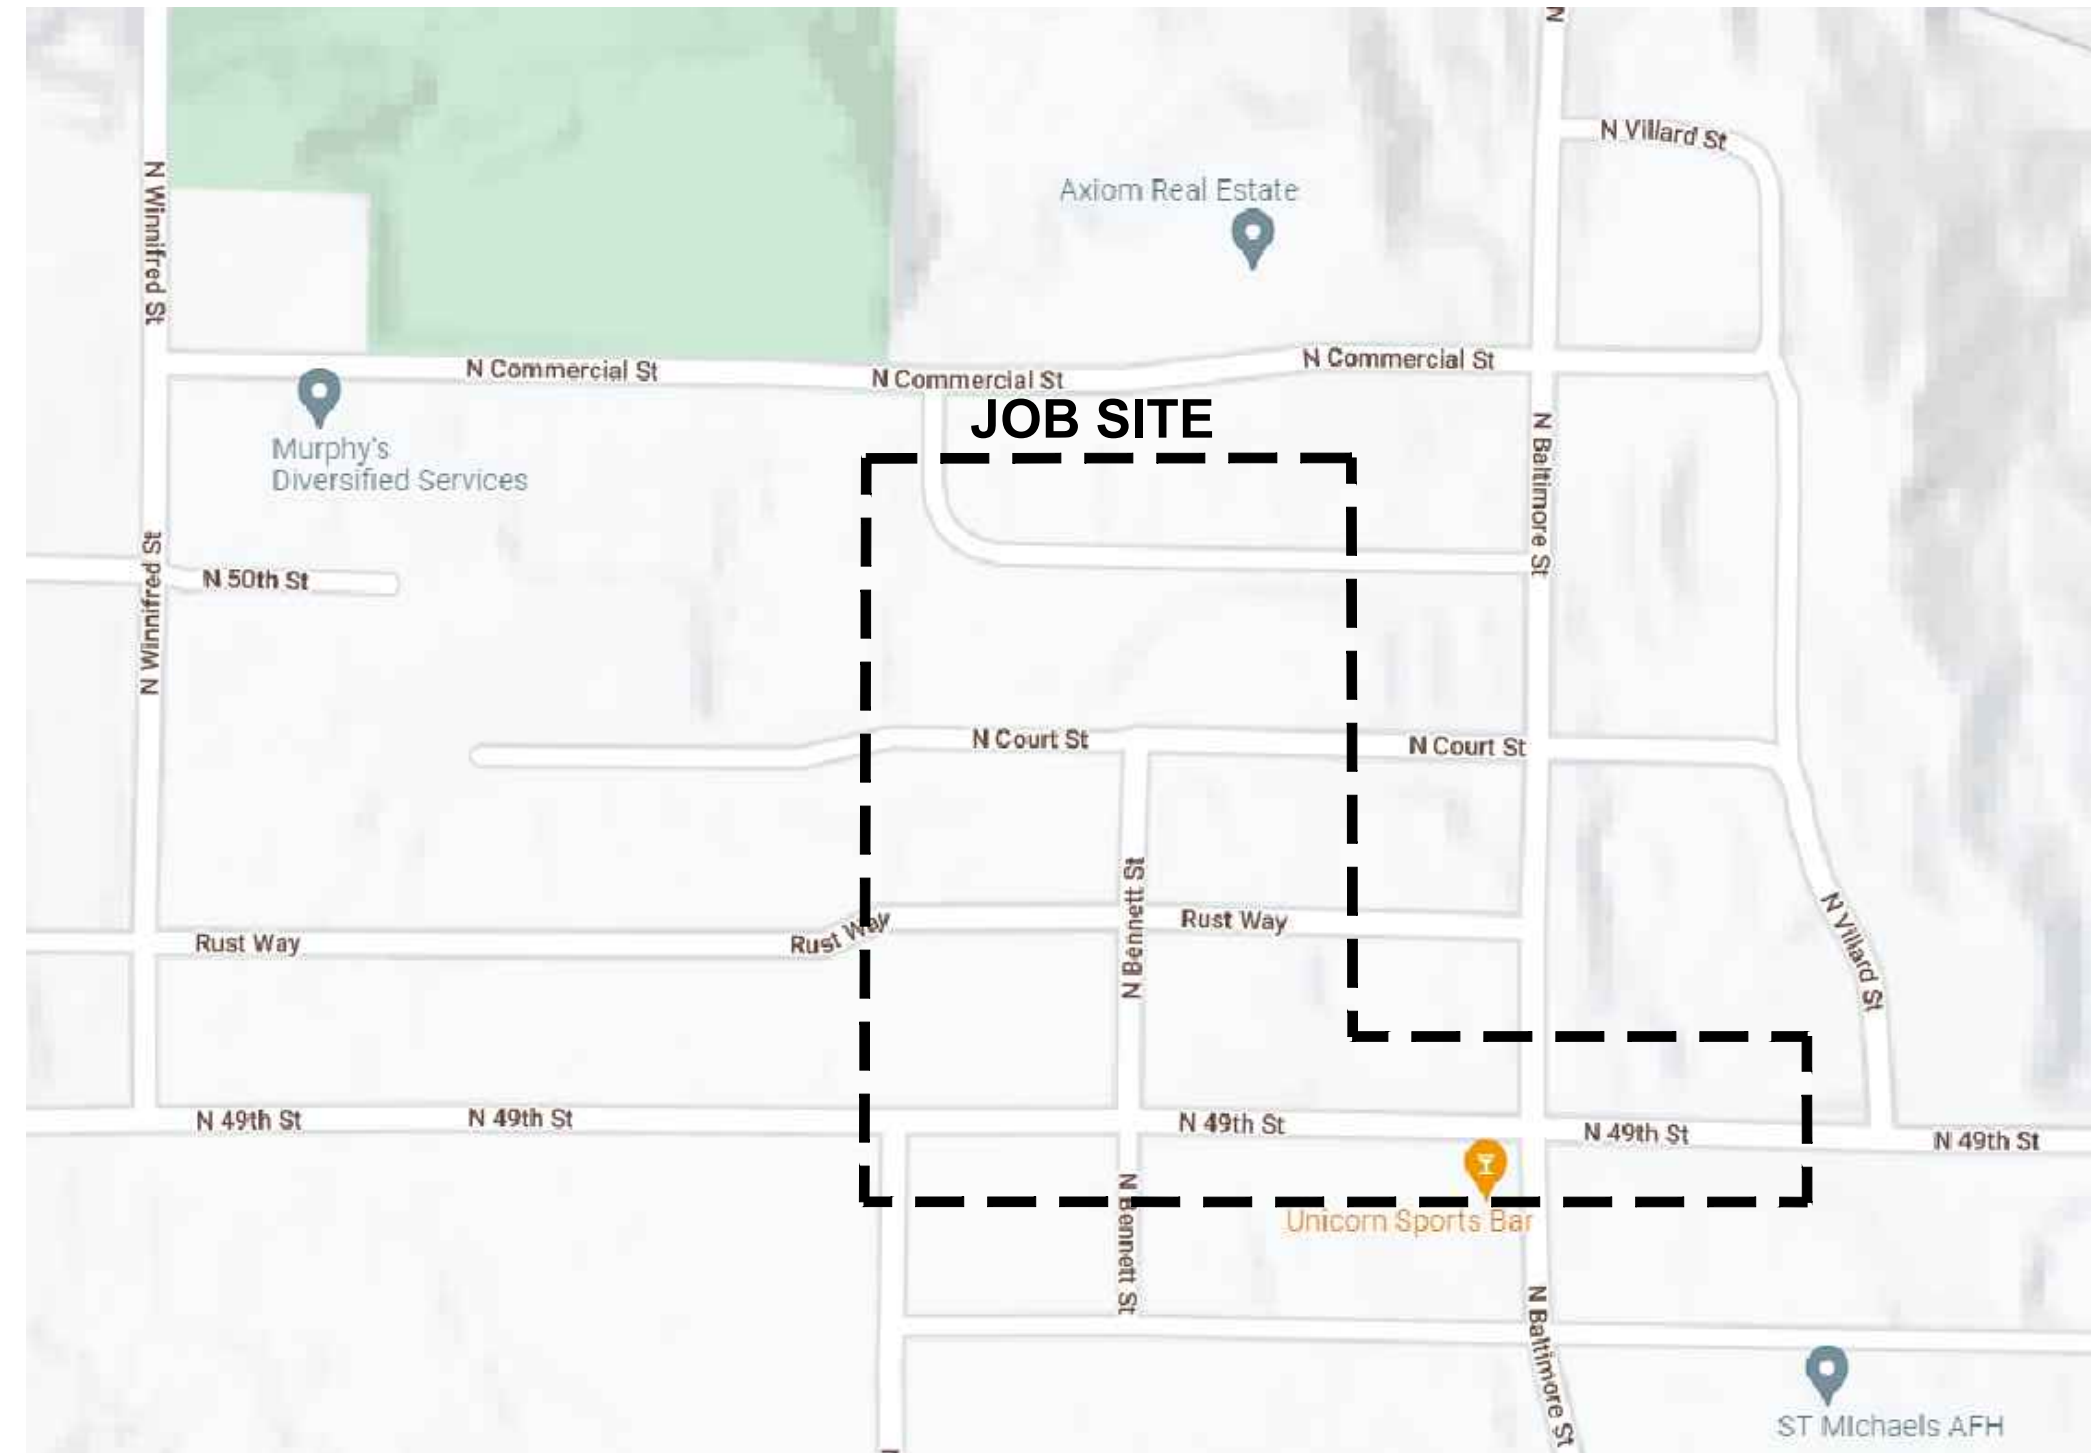 N
N Villard St
N Winnifred St
Axiom Real Estate
N Commercial St
N Commercial St
N Commercial St
JOB SITE
Murphy's
Diversified Services
N Baltimore St
N 50th St
N Winnifred St
N Court St
N Court St
N Bennett St
Rust Way
Rust Way
Rust Way
N Villard St
N 49th St
N 49th St
N 49th St
N 49th St
N 49th St
N Bennett St
Unicorn Sports Bar
N Baltimore St
ST MIchaels AFH